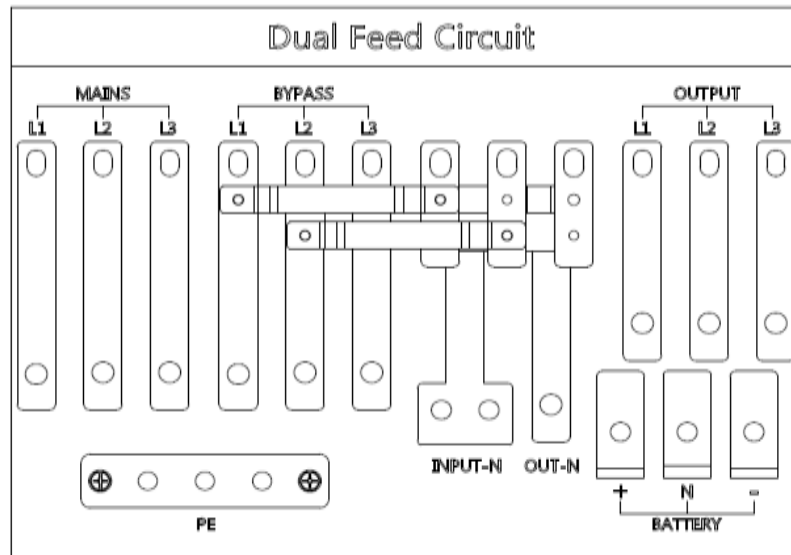 Dual Feed Circuit
MAINS BYPASS OUTPUT
L1 L2 L3 L1 L2 L3 L1 L2 L3
INPUT-N OUT-N
+ N -
PE BATTERY